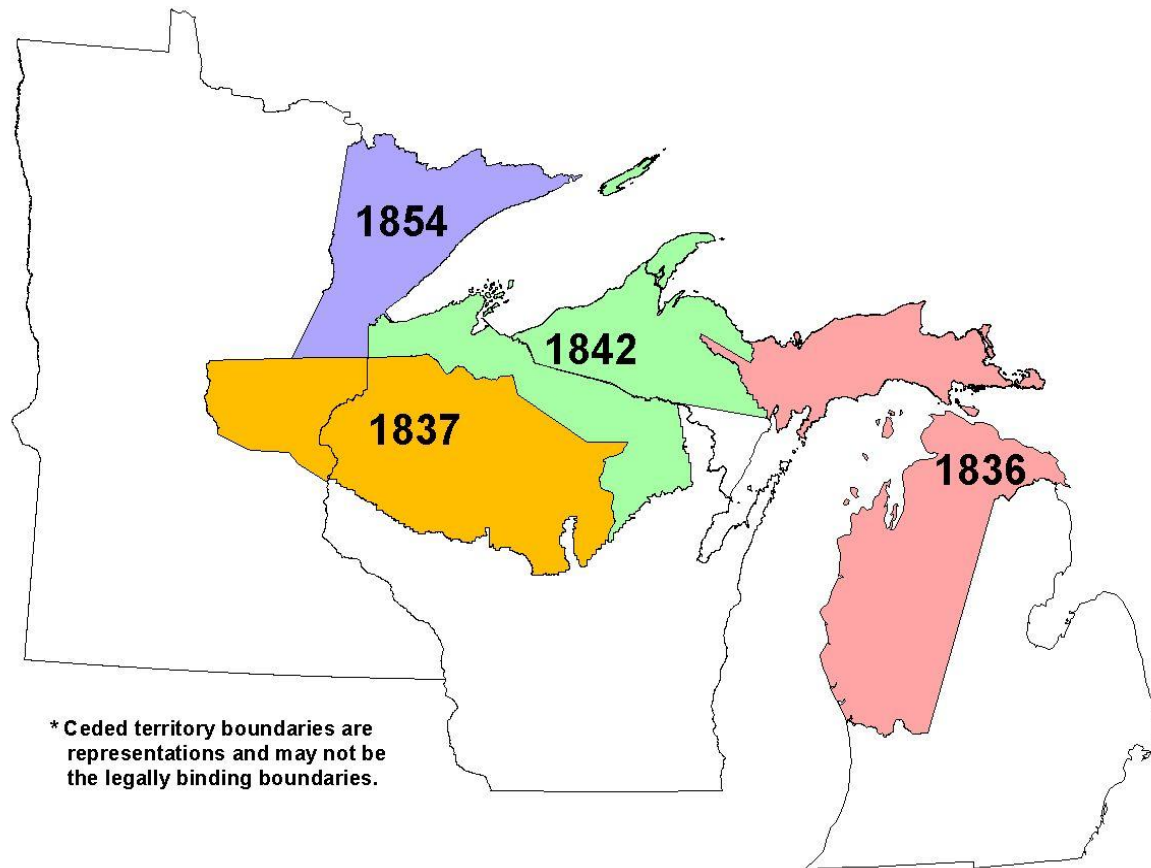 1854
1842
1837
1836
* Ceded territory boundaries are
representations and may not be
the legally binding boundaries.